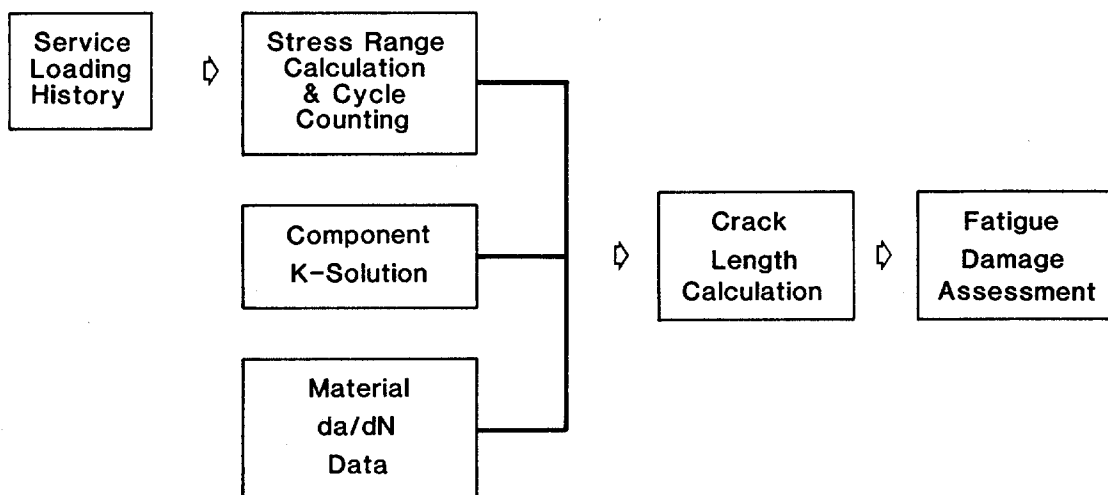 Service
Loading
History
Stress Range
Calculation
& Cycle
Counting
Component
K-Solution
Material
da/dN
Data
Crack
Length
Calculation
Fatigue
Damage
Assessment